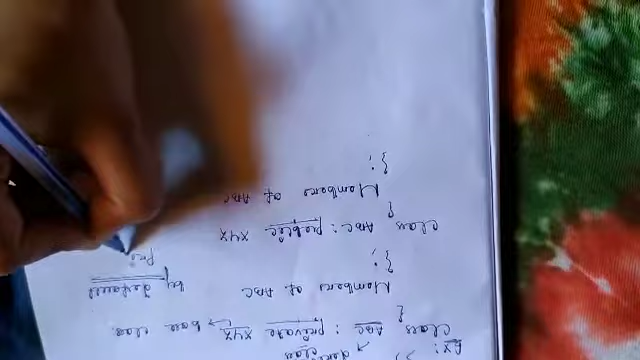 Ex:
→ deri class
class ABC : private XYZ → base class
{
Members of ABC by default
};
Pri
class ABC : public XYZ
{
Members of ABC
};